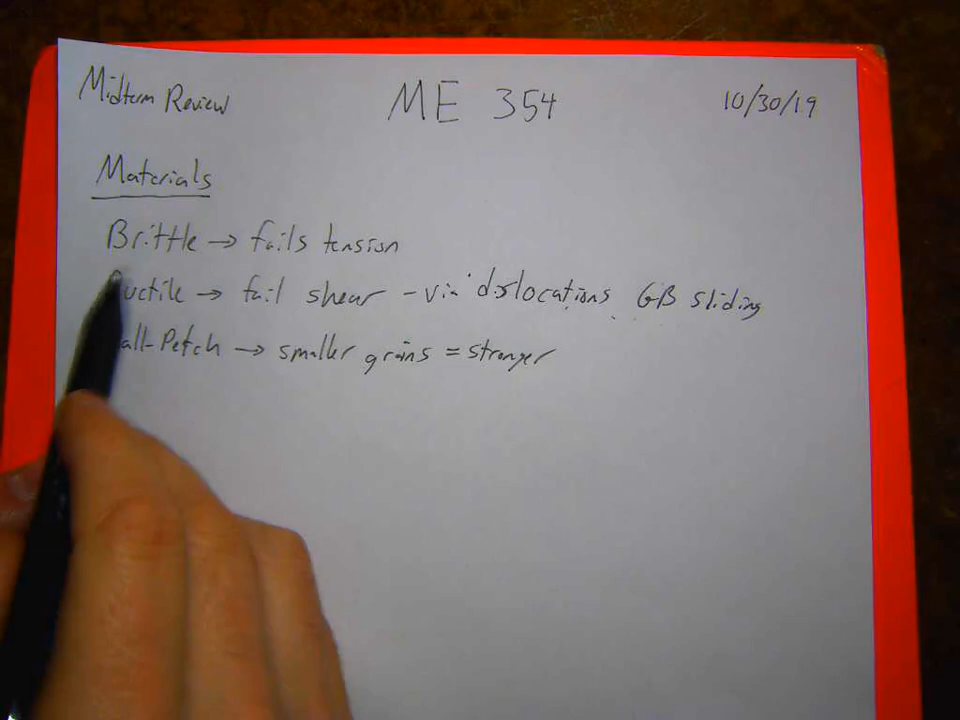 Midterm Review ME 354 10/30/19
Materials
Brittle → fails tension
uctile → fail shear - via dislocations GB sliding
all-Petch → smaller grains = stronger